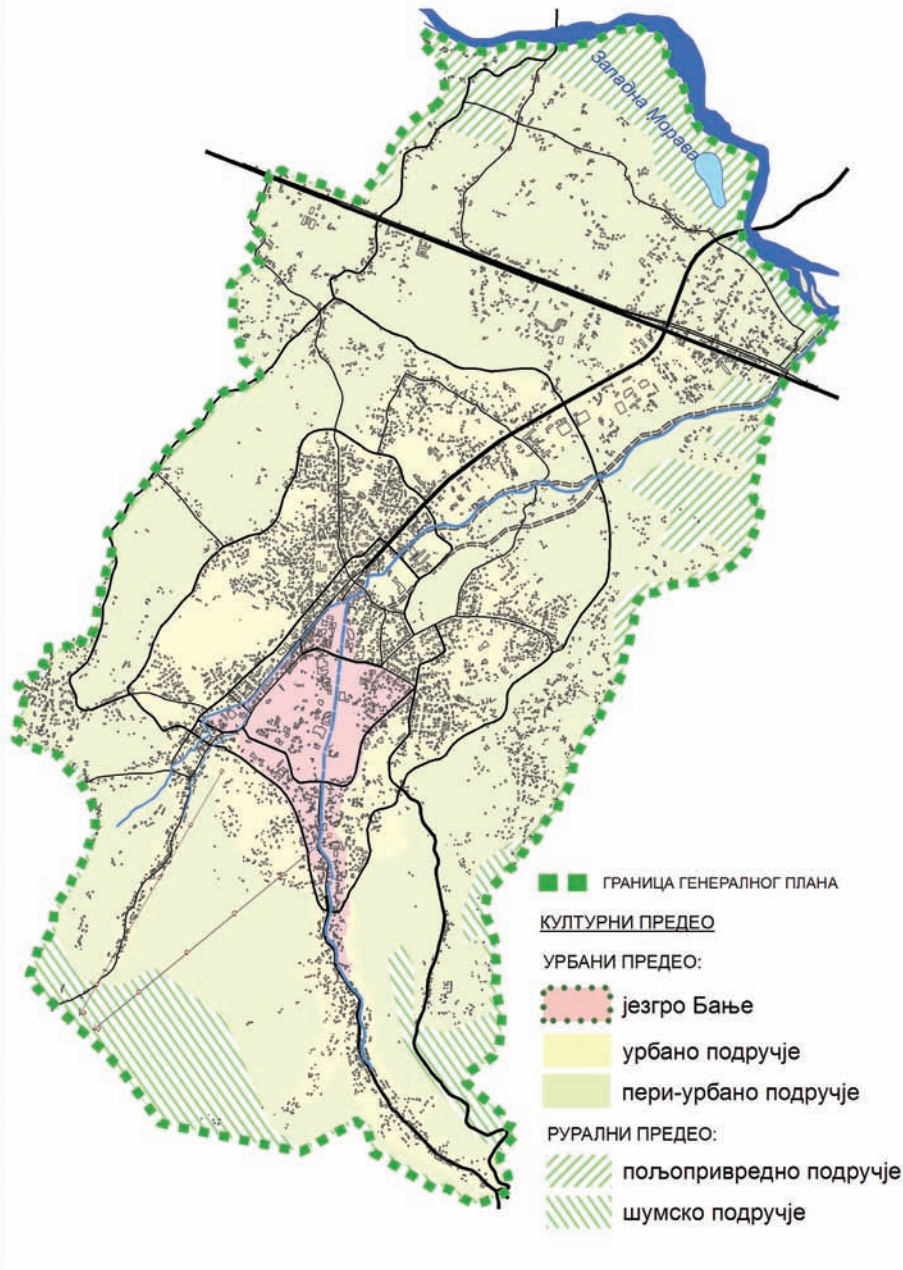 Западна Морава
ГРАНИЦА ГЕНЕРАЛНОГ ПЛАНА
КУЛТУРНИ ПРЕДЕО
УРБАНИ ПРЕДЕО:
језгро Бање
урбано подручје
пери-урбано подручје
РУРАЛНИ ПРЕДЕО:
пољопривредно подручје
шумско подручје